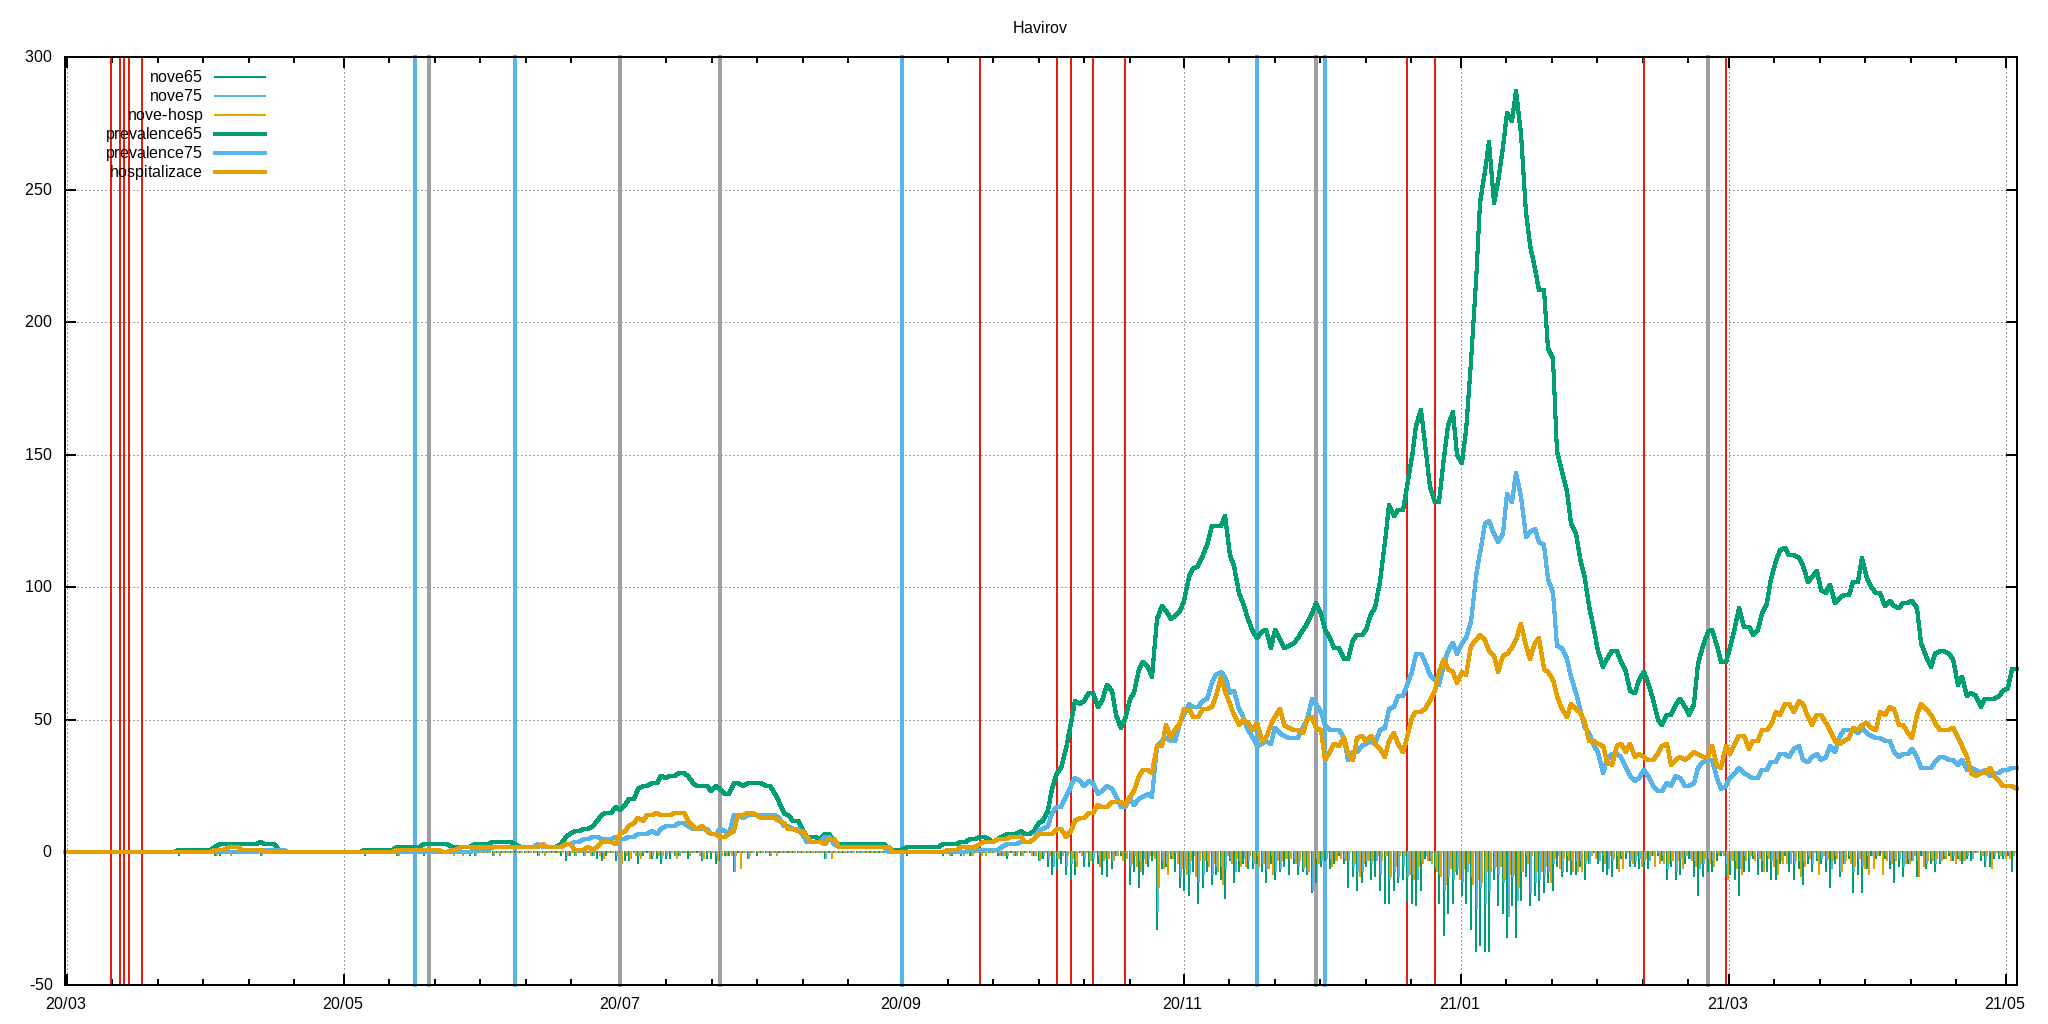 Havirov
300
250
200
150
100
50
0
-50
nove65
nove75
nove-hosp
prevalence65
prevalence75
hospitalizace
20/03 20/05 20/07 20/09 20/11 21/01 21/03 21/05